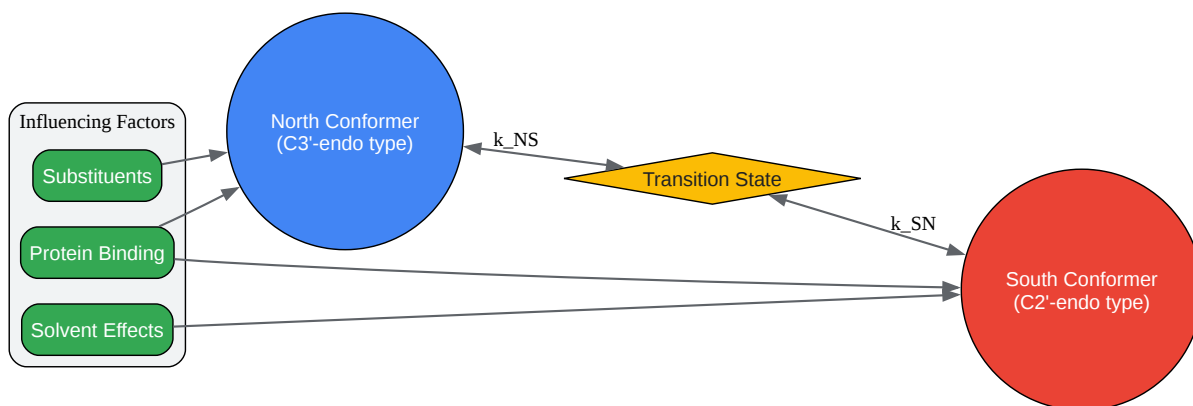 Influencing Factors
Substituents
Protein Binding
Solvent Effects
North Conformer
(C3'-endo type)
k_NS
Transition State
k_SN
South Conformer
(C2'-endo type)